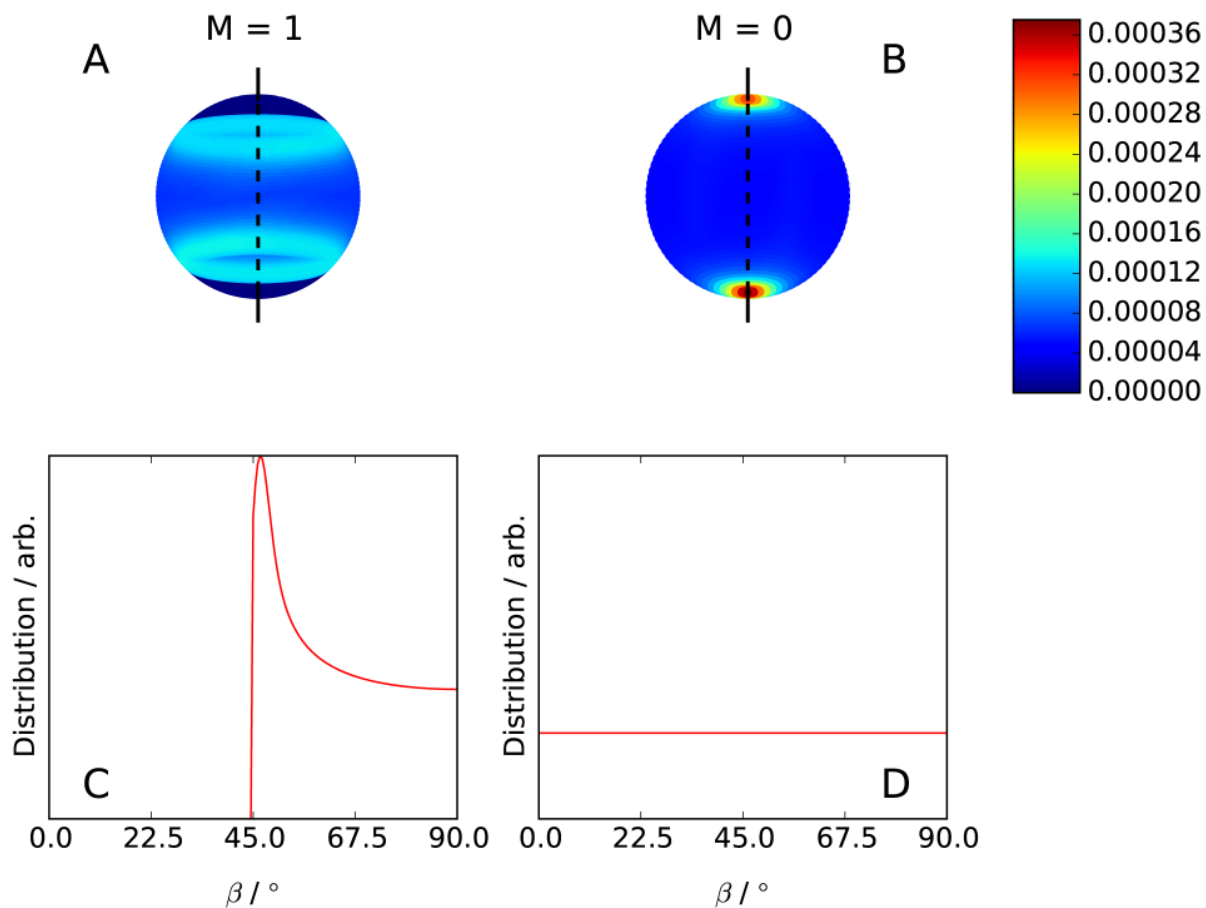 M = 1
M = 0
A
B
0.00036
0.00032
0.00028
0.00024
0.00020
0.00016
0.00012
0.00008
0.00004
0.00000
Distribution / arb.
C
0.0 22.5 45.0 67.5 90.0
β / °
Distribution / arb.
D
0.0 22.5 45.0 67.5 90.0
β / °